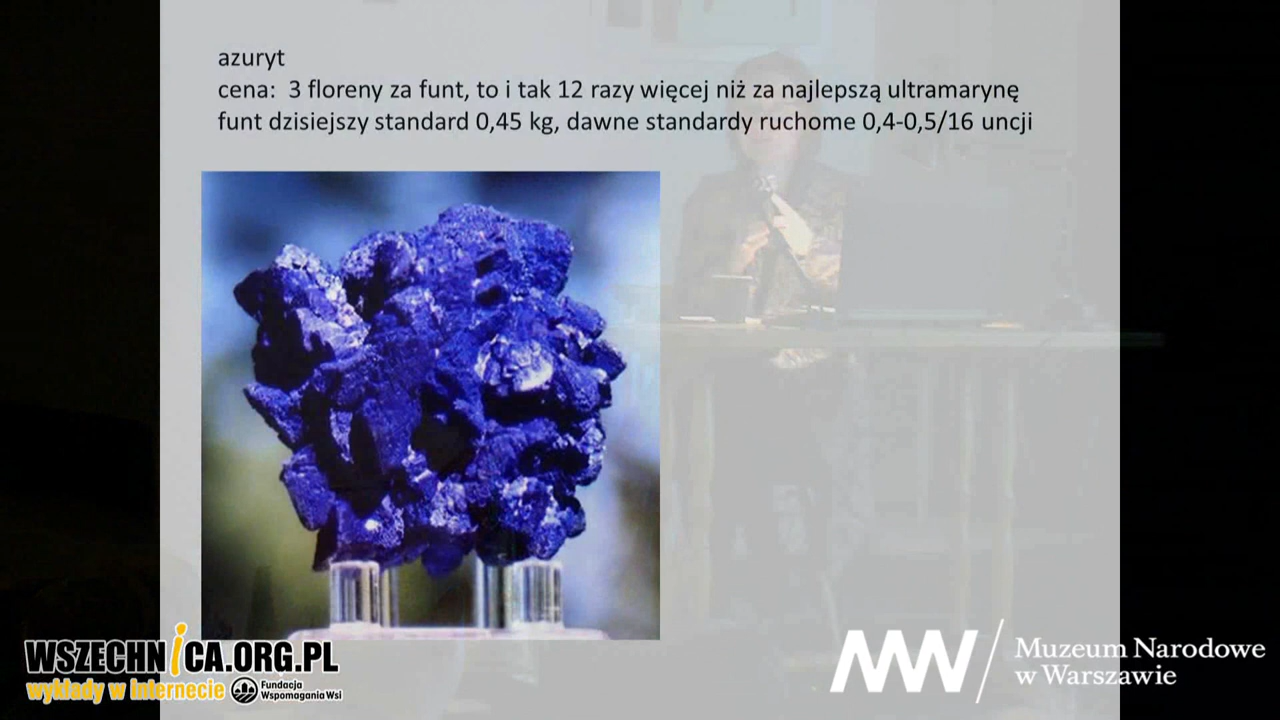 azuryt
cena: 3 floreny za funt, to i tak 12 razy więcej niż za najlepszą ultramarynę
funt dzisiejszy standard 0,45 kg, dawne standardy ruchome 0,4-0,5/16 uncji
WSZECHNiCA.ORG.PL
wykłady w Internecie
Fundacja
Wspomagania Wsi
Muzeum Narodowe
w Warszawie